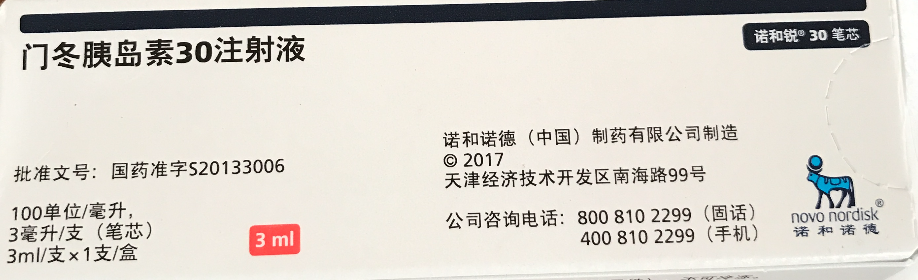 门冬胰岛素30注射液
诺和锐® 30 笔芯
批准文号：国药准字S20133006
100单位/毫升，
3毫升/支（笔芯）
3ml/支×1支/盒
3 ml
诺和诺德（中国）制药有限公司制造
© 2017
天津经济技术开发区南海路99号
公司咨询电话：800 810 2299（固话）
400 810 2299（手机）
novo nordisk®
诺和诺德